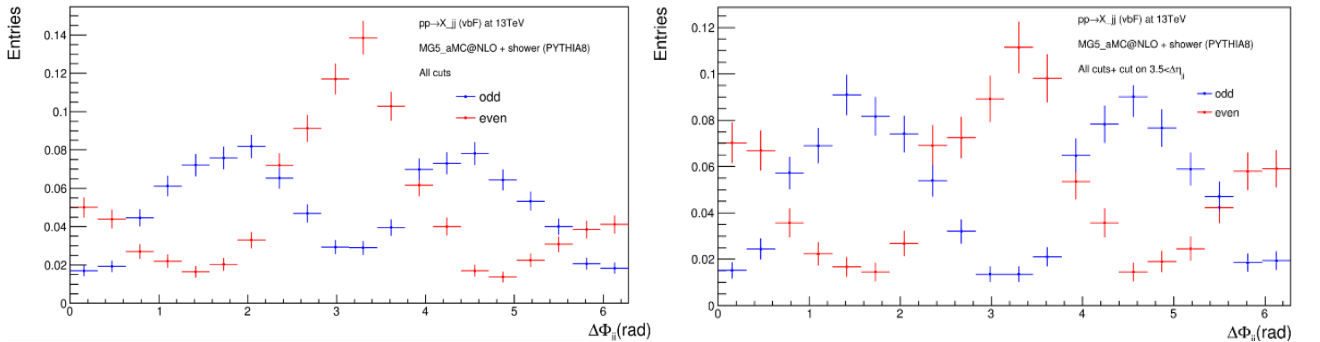 Entries
0.14
0.12
0.1
0.08
0.06
0.04
0.02
0
pp→X_jj (vbF) at 13TeV
MG5_aMC@NLO + shower (PYTHIA8)
All cuts
odd
even
0 1 2 3 4 5 6
ΔΦjj(rad)
Entries
0.12
0.1
0.08
0.06
0.04
0.02
0
pp→X_jj (vbF) at 13TeV
MG5_aMC@NLO + shower (PYTHIA8)
All cuts+ cut on 3.5<Δηjj
odd
even
0 1 2 3 4 5 6
ΔΦjj(rad)